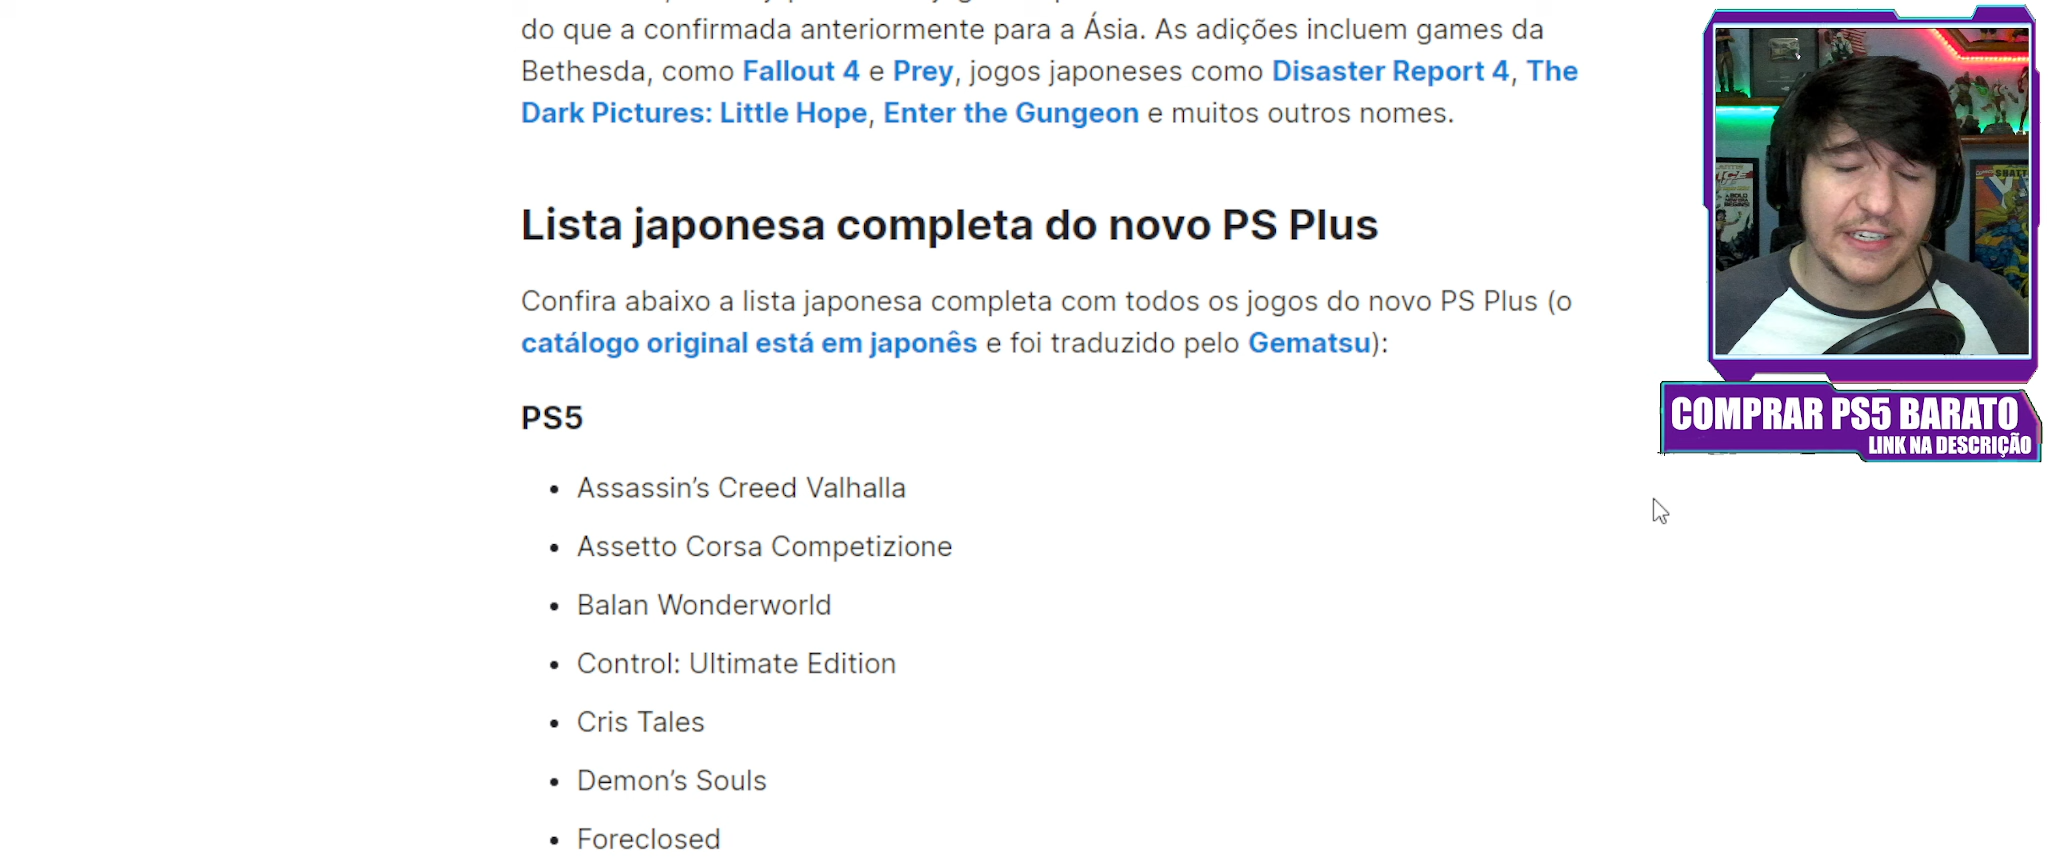 do que a confirmada anteriormente para a Ásia. As adições incluem games da
Bethesda, como Fallout 4 e Prey, jogos japoneses como Disaster Report 4, The
Dark Pictures: Little Hope, Enter the Gungeon e muitos outros nomes.
Lista japonesa completa do novo PS Plus
Confira abaixo a lista japonesa completa com todos os jogos do novo PS Plus (o
catálogo original está em japonês e foi traduzido pelo Gematsu):
PS5
• Assassin’s Creed Valhalla
• Assetto Corsa Competizione
• Balan Wonderworld
• Control: Ultimate Edition
• Cris Tales
• Demon’s Souls
• Foreclosed
COMPRAR PS5 BARATO
LINK NA DESCRIÇÃO